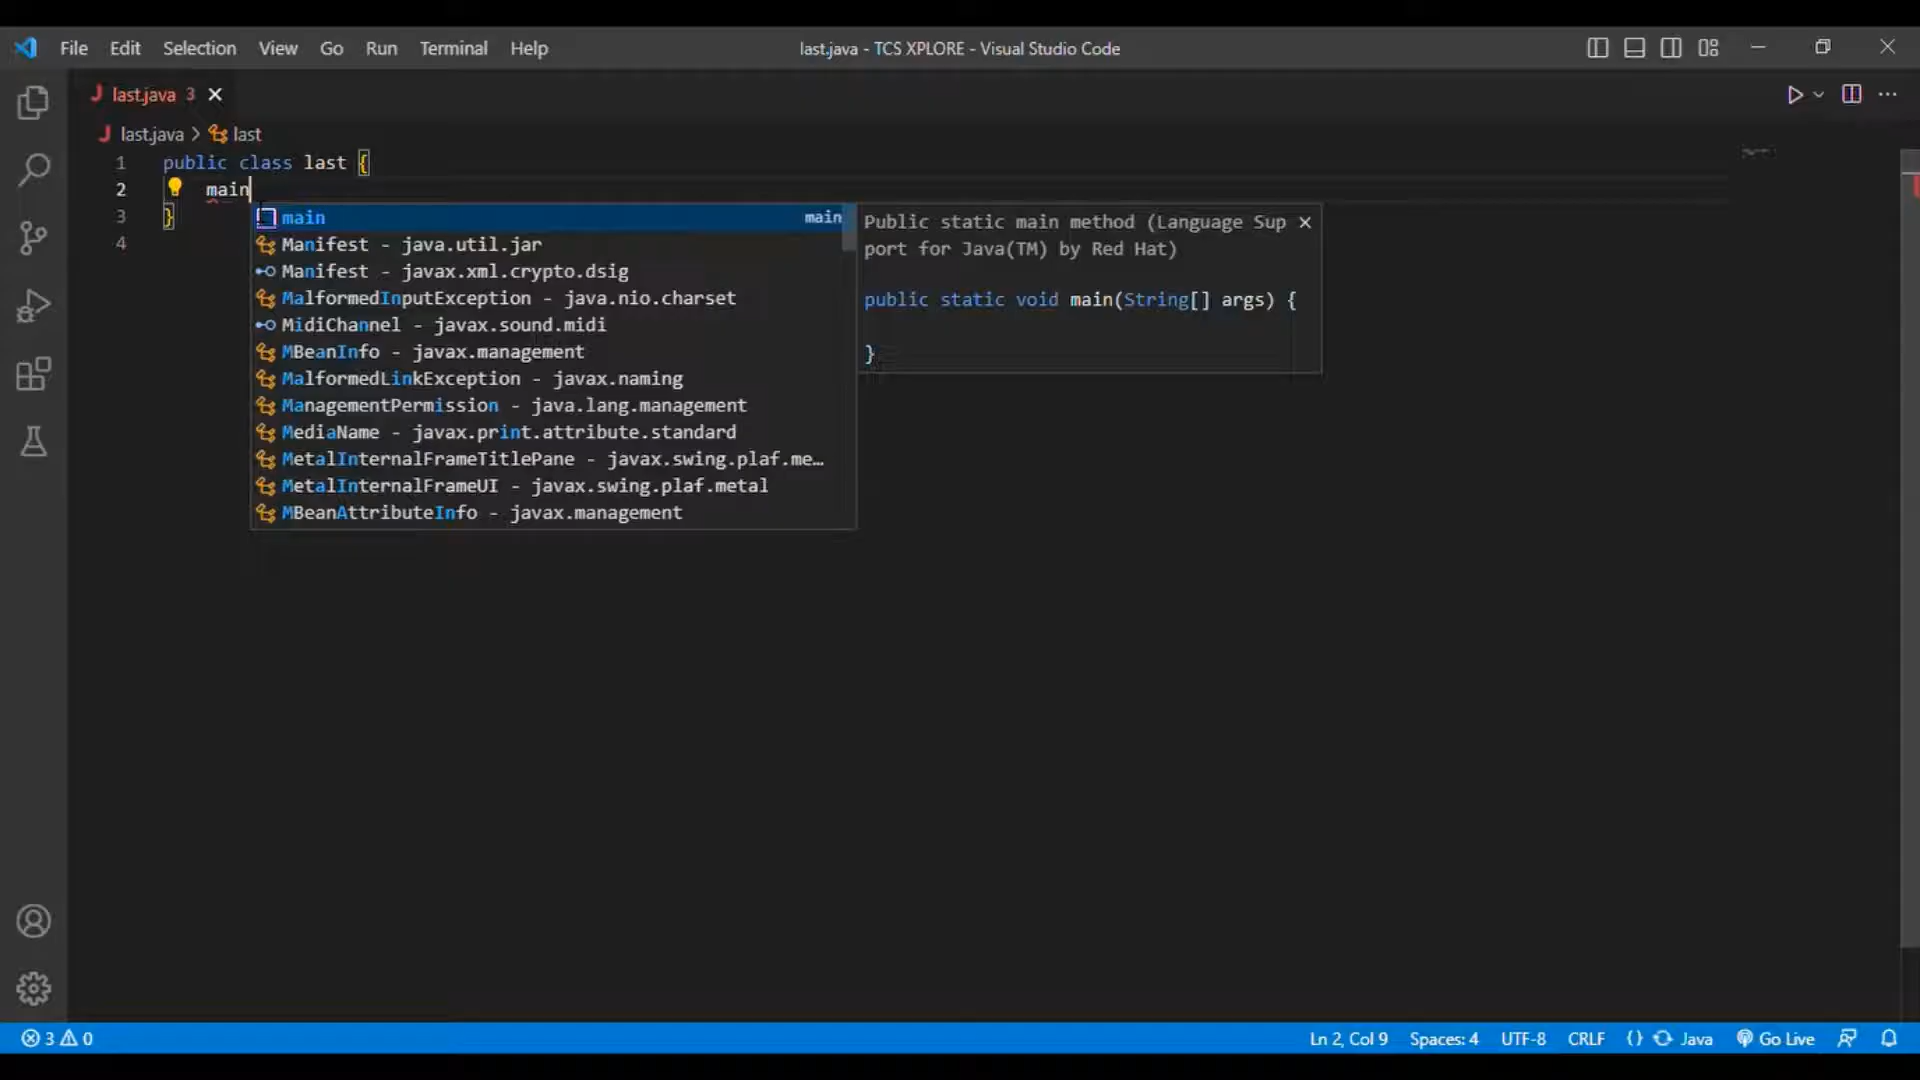 File Edit Selection View Go Run Terminal Help last.java - TCS XPLORE - Visual Studio Code
last.java 3
last.java > last
1 public class last {
2 main
3 }
4
main main
Manifest - java.util.jar
Manifest - javax.xml.crypto.dsig
MalformedInputException - java.nio.charset
MidiChannel - javax.sound.midi
MBeanInfo - javax.management
MalformedLinkException - javax.naming
ManagementPermission - java.lang.management
MediaName - javax.print.attribute.standard
MetalInternalFrameTitlePane - javax.swing.plaf.me…
MetalInternalFrameUI - javax.swing.plaf.metal
MBeanAttributeInfo - javax.management
Public static main method (Language Sup
port for Java(TM) by Red Hat)
public static void main(String[] args) {
}
3 0 Ln 2, Col 9 Spaces: 4 UTF-8 CRLF {} Java Go Live